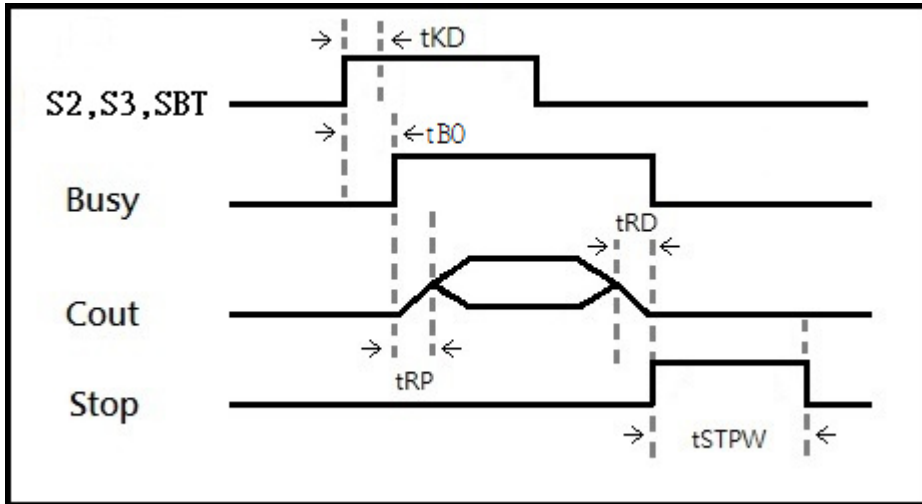 tKD
S2,S3,SBT
tB0
Busy
tRD
Cout
tRP
Stop
tSTPW